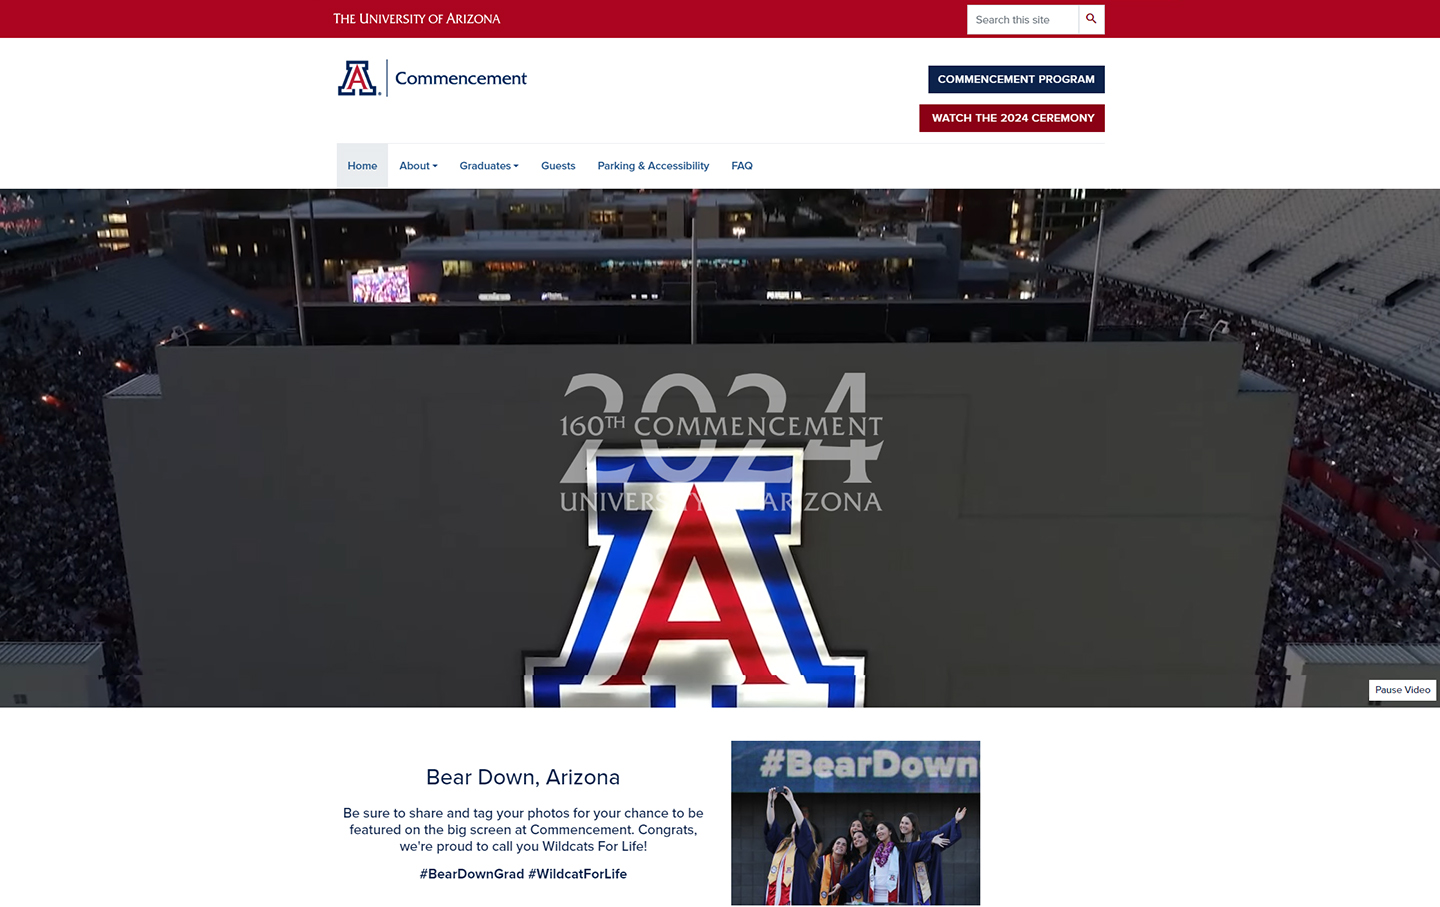 THE UNIVERSITY OF ARIZONA
Search this site
A
Commencement
COMMENCEMENT PROGRAM
WATCH THE 2024 CEREMONY
Home
About
Graduates
Guests
Parking & Accessibility
FAQ
2024
160TH COMMENCEMENT
UNIVERSITY OF ARIZONA
A
Pause Video
Bear Down, Arizona
Be sure to share and tag your photos for your chance to be
featured on the big screen at Commencement. Congrats,
we're proud to call you Wildcats For Life!
#BearDownGrad #WildcatForLife
#BearDown